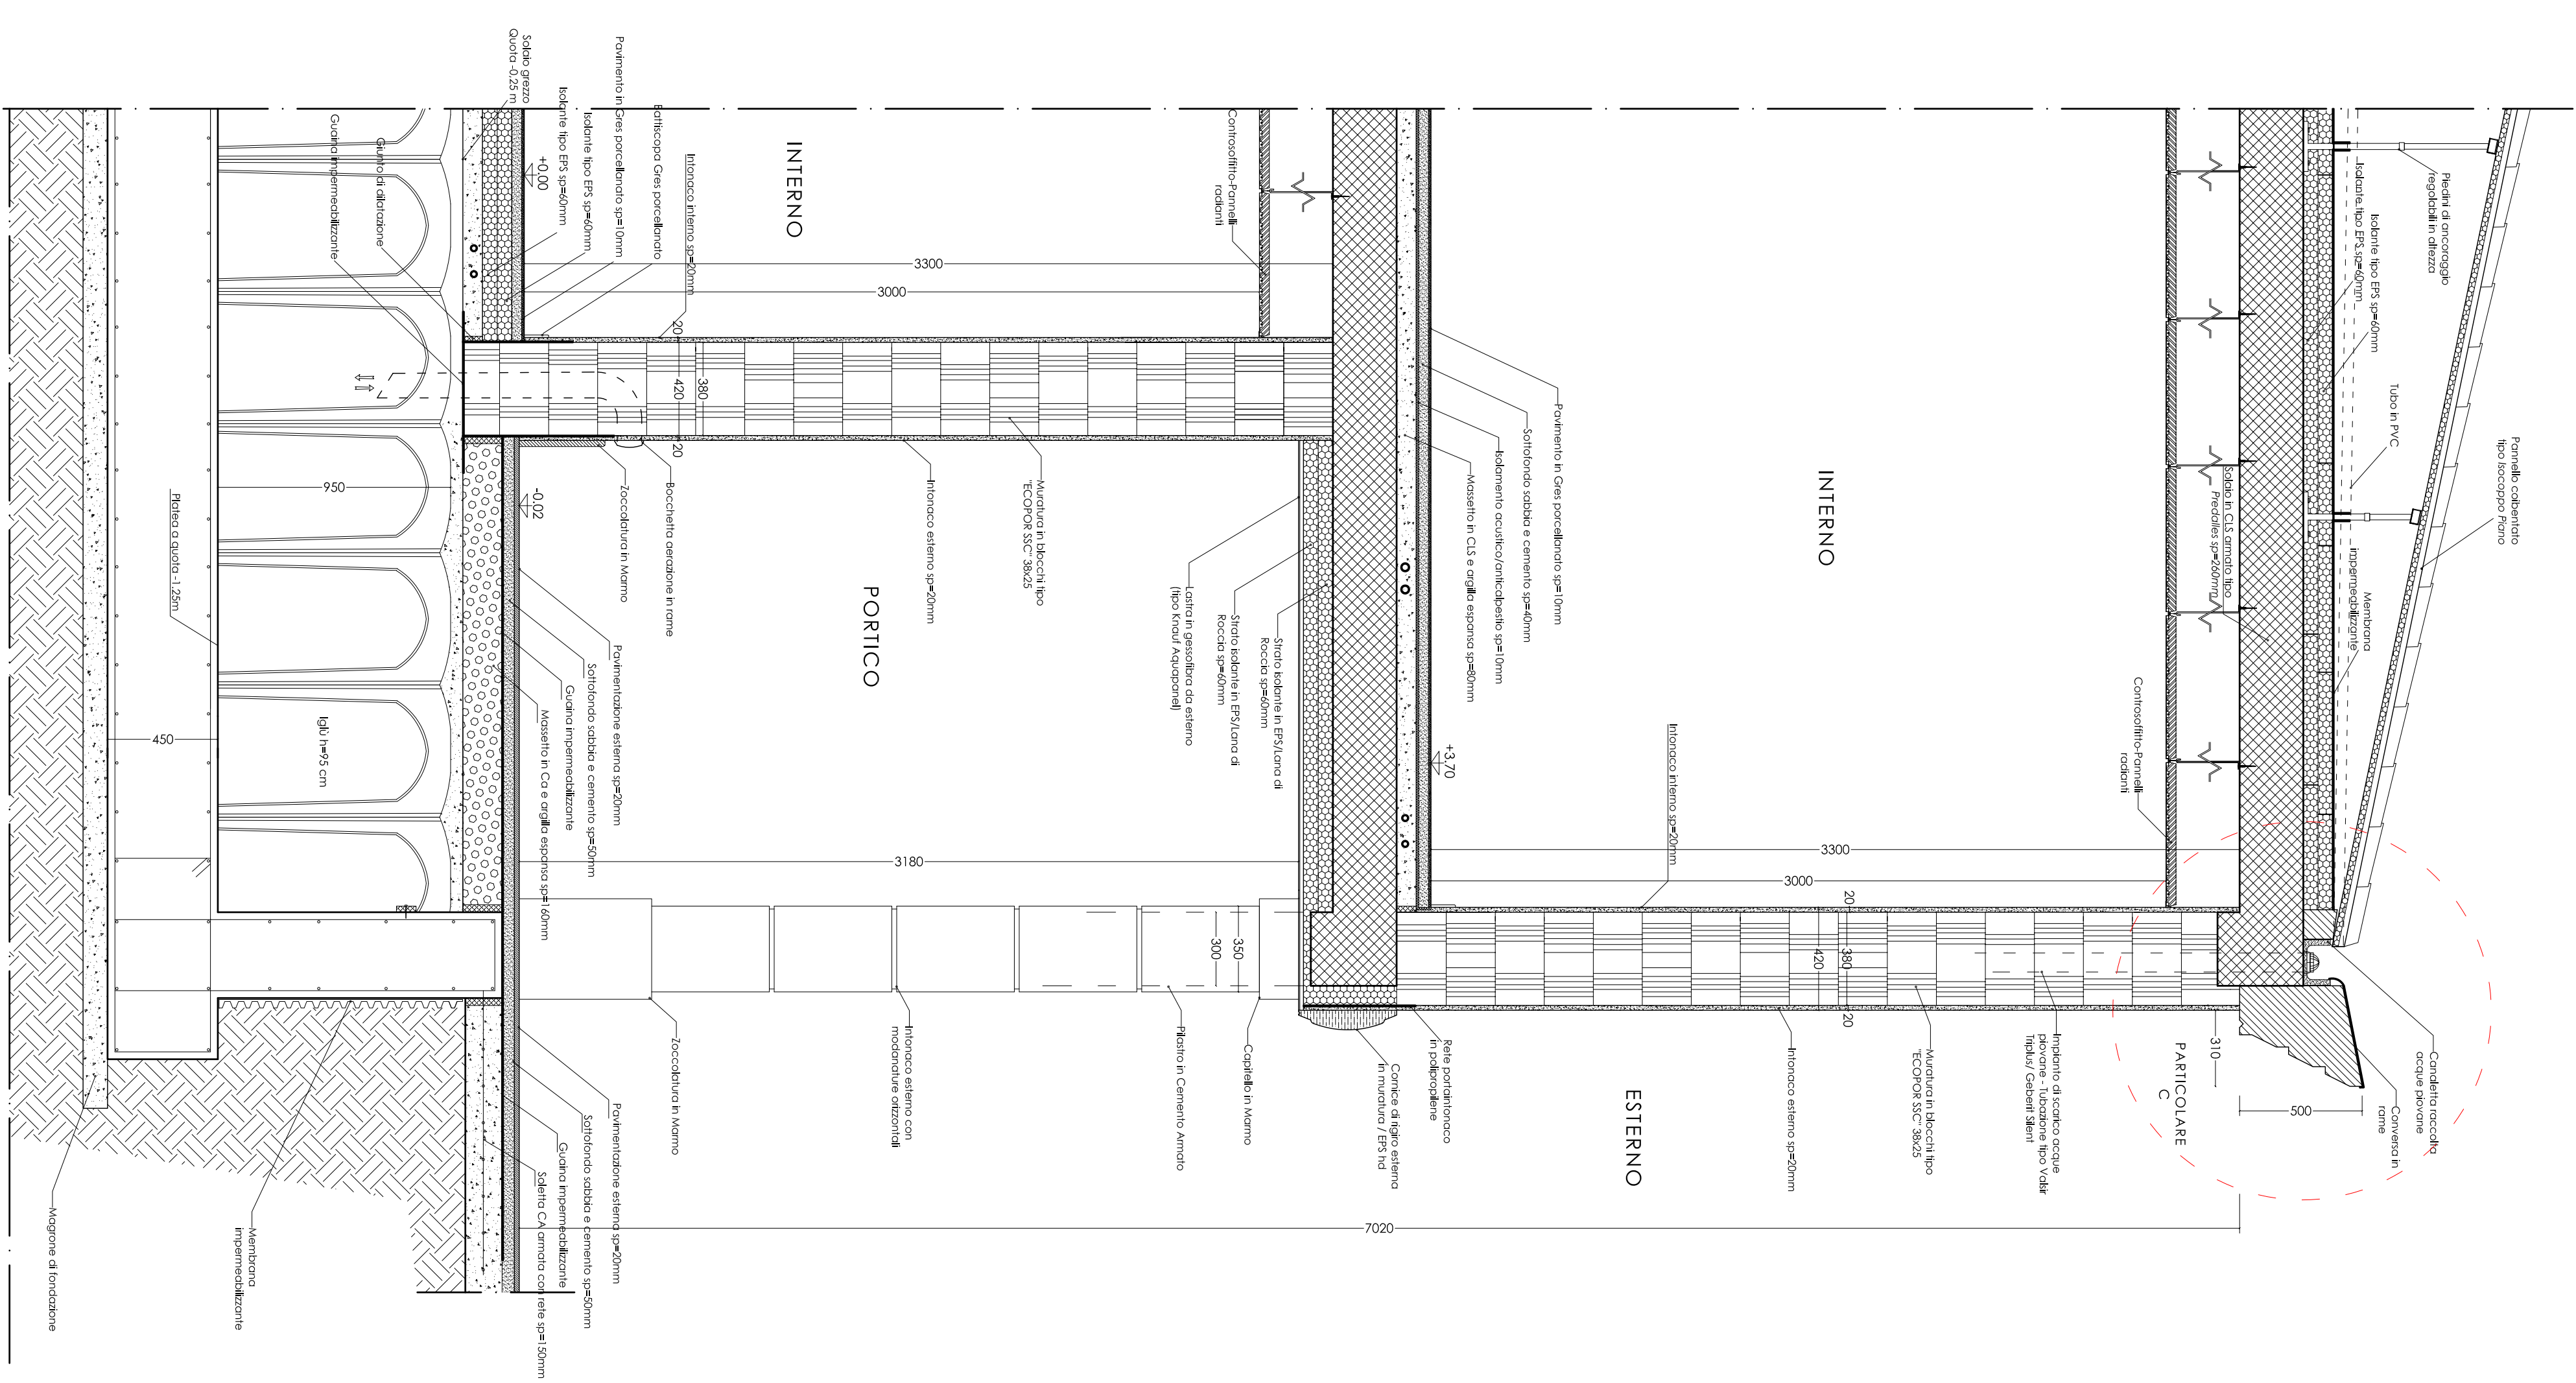 Pannello coibentato
tipo Isocoppo Piano
Piedini di ancoraggio
regolabili in altezza
Tubo in PVC
Isolante tipo EPS sp=60mm
Isolante tipo EPS sp=60mm
Membrana
impermeabilizzante
Canaletta raccolta
acque piovane
Conversa in
rame
500
310
PARTICOLARE
C
Solaio in CLS armato tipo
Predalles sp=260mm
Controsoffitto-Pannelli
radianti
Impianto di scarico acque
piovane - Tubazione tipo Valsir
Triplus/ Geberit Silent
Muratura in blocchi tipo
"ECOPOR SSC" 38x25
20
380
420
20
3300
3000
INTERNO
Intonaco esterno sp=20mm
Intonaco interno sp=20mm
ESTERNO
Pavimento in Gres porcellanato sp=10mm
Sottofondo sabbia e cemento sp=40mm
Isolamento acustico/anticalpestio sp=10mm
Massetto in CLS e argilla espansa sp=80mm
+3.70
Rete portaintonaco
in polipropilene
Cornice di rigiro esterna
in muratura / EPS hd
7020
Controsoffitto-Pannelli
radianti
Strato isolante in EPS/Lana di
Roccia sp=60mm
Strato isolante in EPS/Lana di
Roccia sp=60mm
Lastra in gessofibra da esterno
(tipo Knauf Aquapanel)
Capitello in Marmo
350
300
Pilastro in Cemento Armato
Muratura in blocchi tipo
"ECOPOR SSC" 38x25
Intonaco esterno sp=20mm
3300
3000
3180
INTERNO
PORTICO
Intonaco esterno con
modanature orizzontali
20
380
420
20
Intonaco interno sp=20mm
Battiscopa Gres porcellanato
Pavimento in Gres porcellanato sp=10mm
Isolante tipo EPS sp=60mm
Isolante tipo EPS sp=60mm
Solaio grezzo
Quota -0.25 m
+0.00
Bocchetta aerazione in rame
Zoccolatura in Marmo
-0.02
Zoccolatura in Marmo
Pavimentazione esterna sp=20mm
Sottofondo sabbia e cemento sp=50mm
Guaina impermeabilizzante
Massetto in Ca e argilla espansa sp=160mm
Pavimentazione esterna sp=20mm
Sottofondo sabbia e cemento sp=50mm
Guaina impermeabilizzante
Soletta CA armata con rete sp=150mm
Giunto di dilatazione
Guaina impermeabilizzante
950
Iglù h=95 cm
Platea a quota -1.25m
450
Membrana
impermeabilizzante
Magrone di fondazione